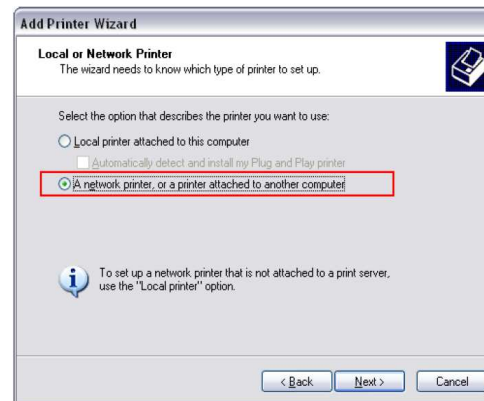 Add Printer Wizard
Local or Network Printer
The wizard needs to know which type of printer to set up.
Select the option that describes the printer you want to use:
Local printer attached to this computer
Automatically detect and install my Plug and Play printer
A network printer, or a printer attached to another computer
To set up a network printer that is not attached to a print server,
use the "Local printer" option.
< Back Next > Cancel